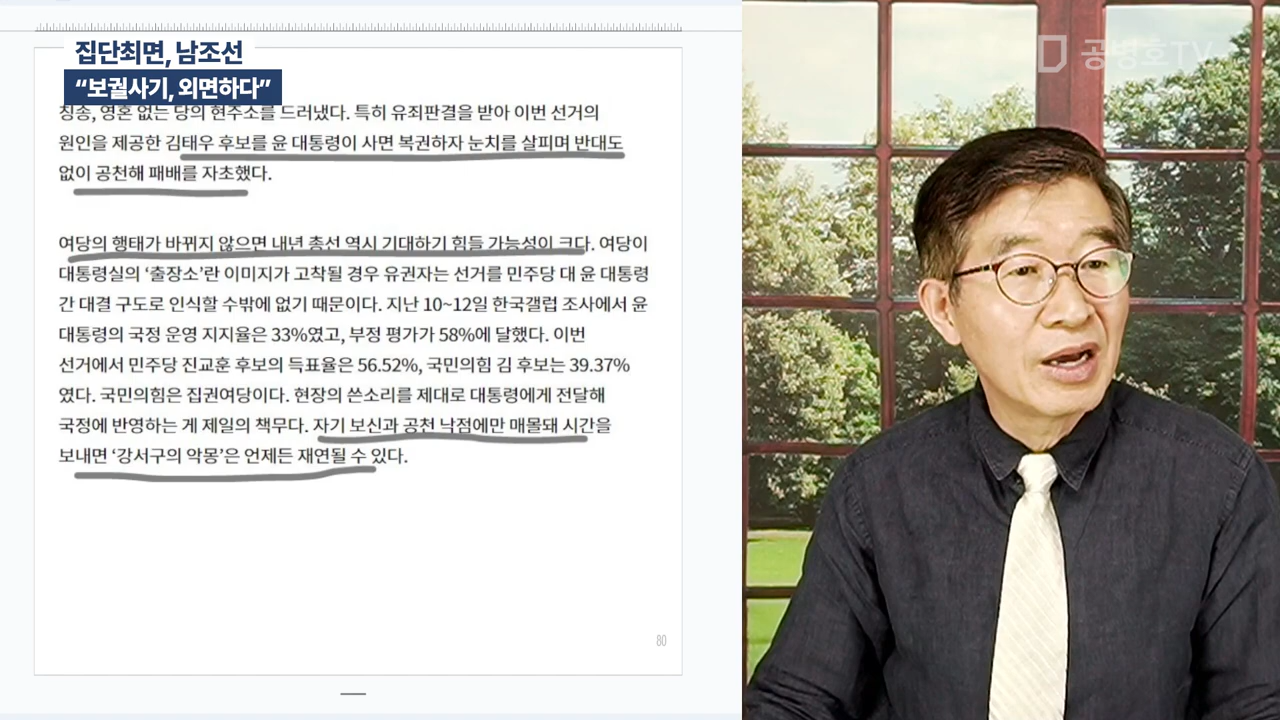 집단최면, 남조선
“보궐사기, 외면하다”
공병호TV
칭송, 영혼 없는 당의 현주소를 드러냈다. 특히 유죄판결을 받아 이번 선거의
원인을 제공한 김태우 후보를 윤 대통령이 사면 복권하자 눈치를 살피며 반대도
없이 공천해 패배를 자초했다.
여당의 행태가 바뀌지 않으면 내년 총선 역시 기대하기 힘들 가능성이 크다. 여당이
대통령실의 ‘출장소’란 이미지가 고착될 경우 유권자는 선거를 민주당 대 윤 대통령
간 대결 구도로 인식할 수밖에 없기 때문이다. 지난 10~12일 한국갤럽 조사에서 윤
대통령의 국정 운영 지지율은 33%였고, 부정 평가가 58%에 달했다. 이번
선거에서 민주당 진교훈 후보의 득표율은 56.52%, 국민의힘 김 후보는 39.37%
였다. 국민의힘은 집권여당이다. 현장의 쓴소리를 제대로 대통령에게 전달해
국정에 반영하는 게 제일의 책무다. 자기 보신과 공천 낙점에만 매몰돼 시간을
보내면 ‘강서구의 악몽’은 언제든 재연될 수 있다.
80